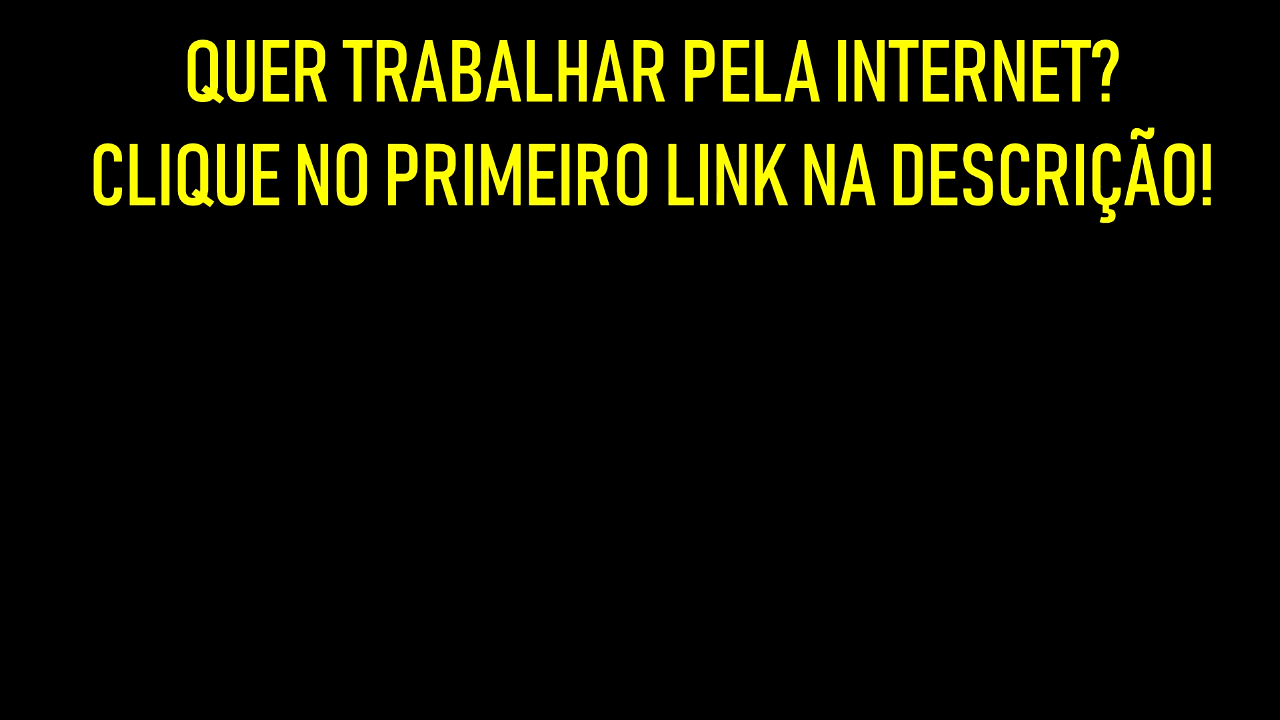 QUER TRABALHAR PELA INTERNET?
CLIQUE NO PRIMEIRO LINK NA DESCRIÇÃO!